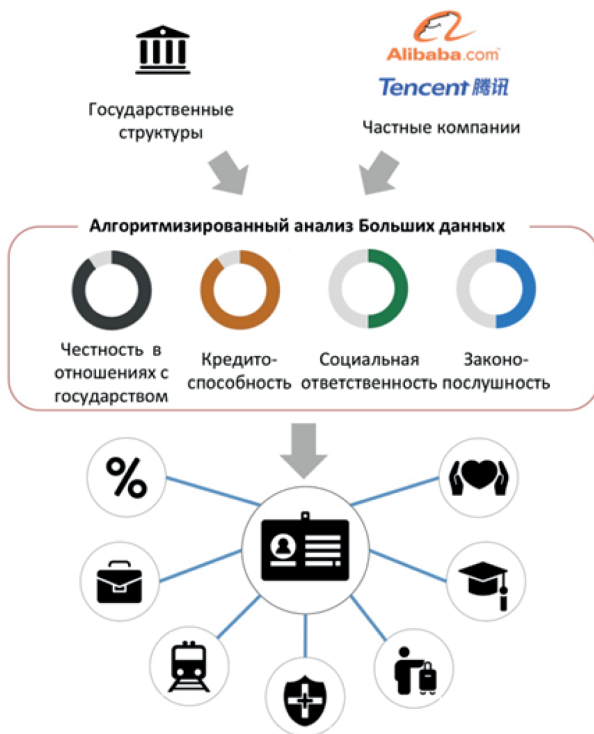 Alibaba.com
Tencent 腾讯
Государственные
структуры
Частные компании
Алгоритмизированный анализ Больших данных
Честность в
отношениях с
государством
Кредито-
способность
Социальная
ответственность
Законо-
послушность
%